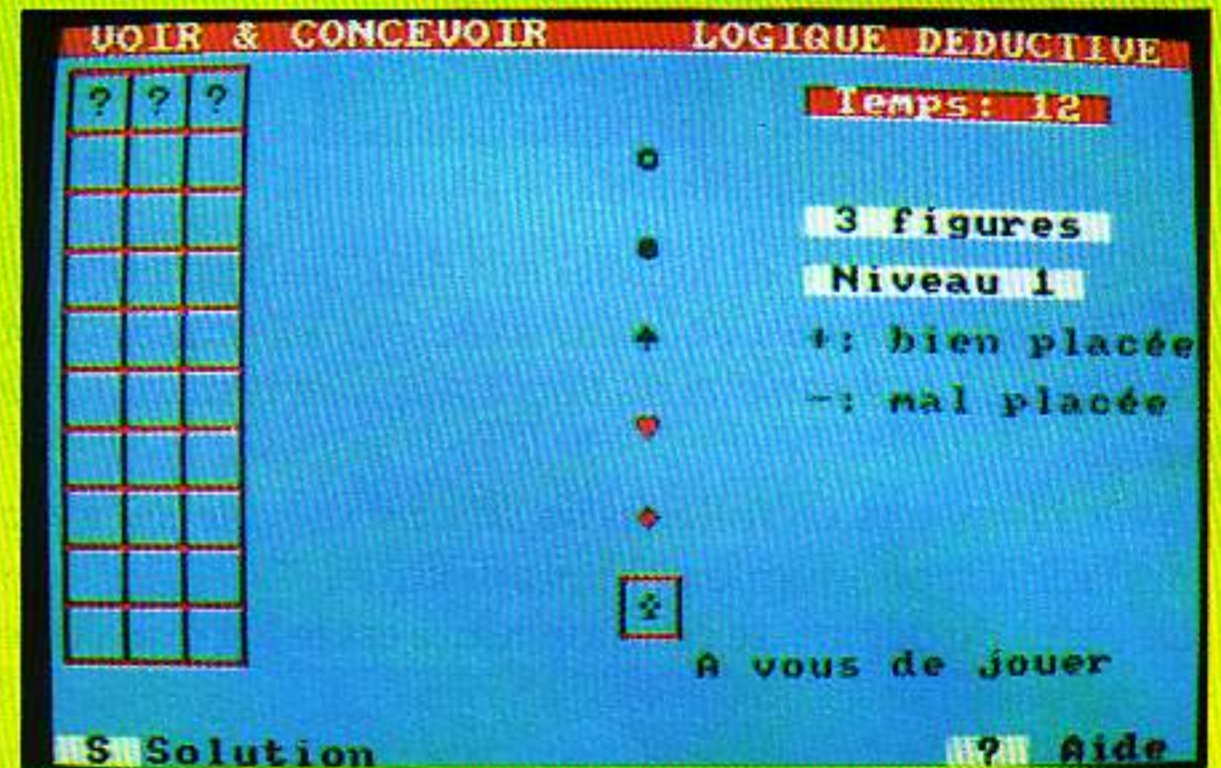 VOIR & CONCEVOIR LOGIQUE DEDUCTIVE
? ? ?
Temps: 12
3 figures
Niveau 1
+: bien placée
-: mal placée
A vous de jouer
S Solution
? Aide